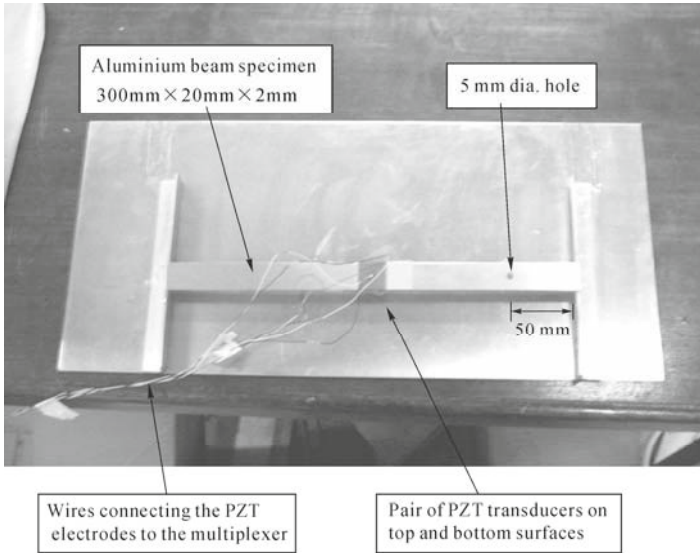 Aluminium beam specimen
300mm×20mm×2mm
5 mm dia. hole
50 mm
Wires connecting the PZT
electrodes to the multiplexer
Pair of PZT transducers on
top and bottom surfaces